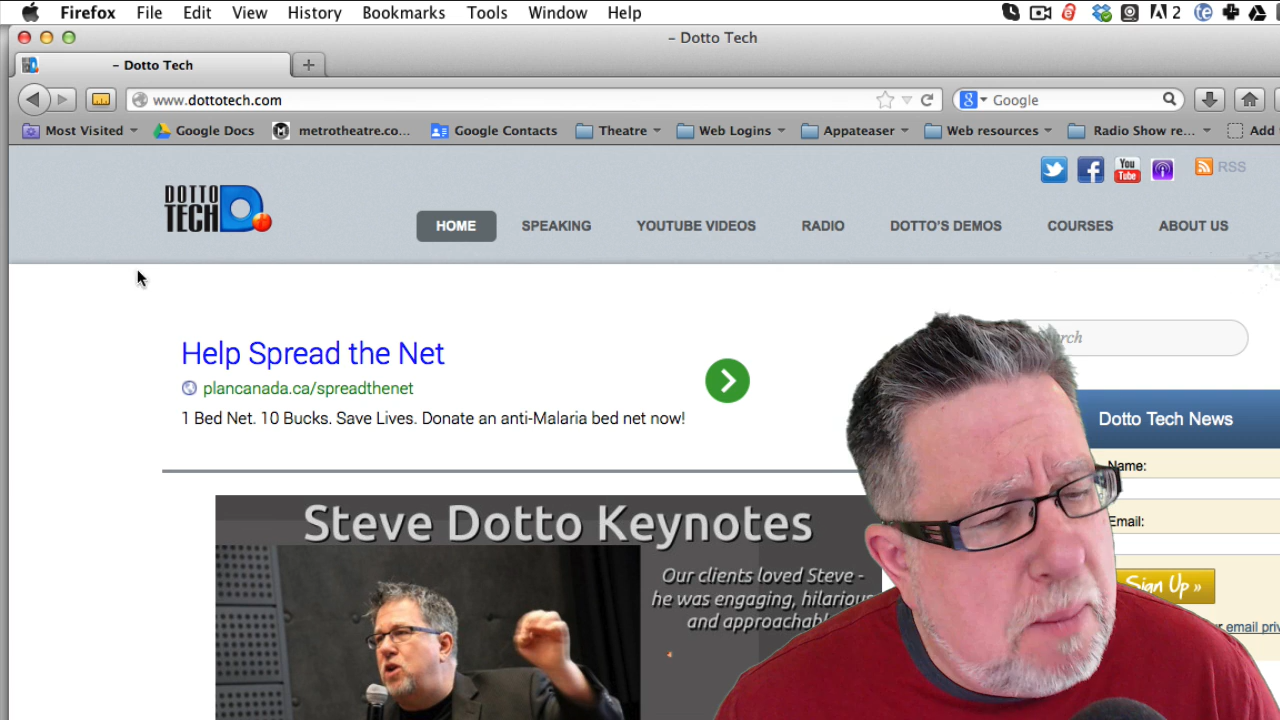 Firefox File Edit View History Bookmarks Tools Window Help 2
– Dotto Tech
– Dotto Tech
www.dottotech.com Google
Most Visited Google Docs metrotheatre.co... Google Contacts Theatre Web Logins Appateaser Web resources Radio Show re... Add
RSS
DOTTO
TECH
HOME SPEAKING YOUTUBE VIDEOS RADIO DOTTO'S DEMOS COURSES ABOUT US
You
Tube
Help Spread the Net
plancanada.ca/spreadthenet
1 Bed Net. 10 Bucks. Save Lives. Donate an anti-Malaria bed net now!
Dotto Tech News
Name:
Email:
Sign Up »
email
Steve Dotto Keynotes
Our clients loved Steve -
he was engaging, hilarious
and